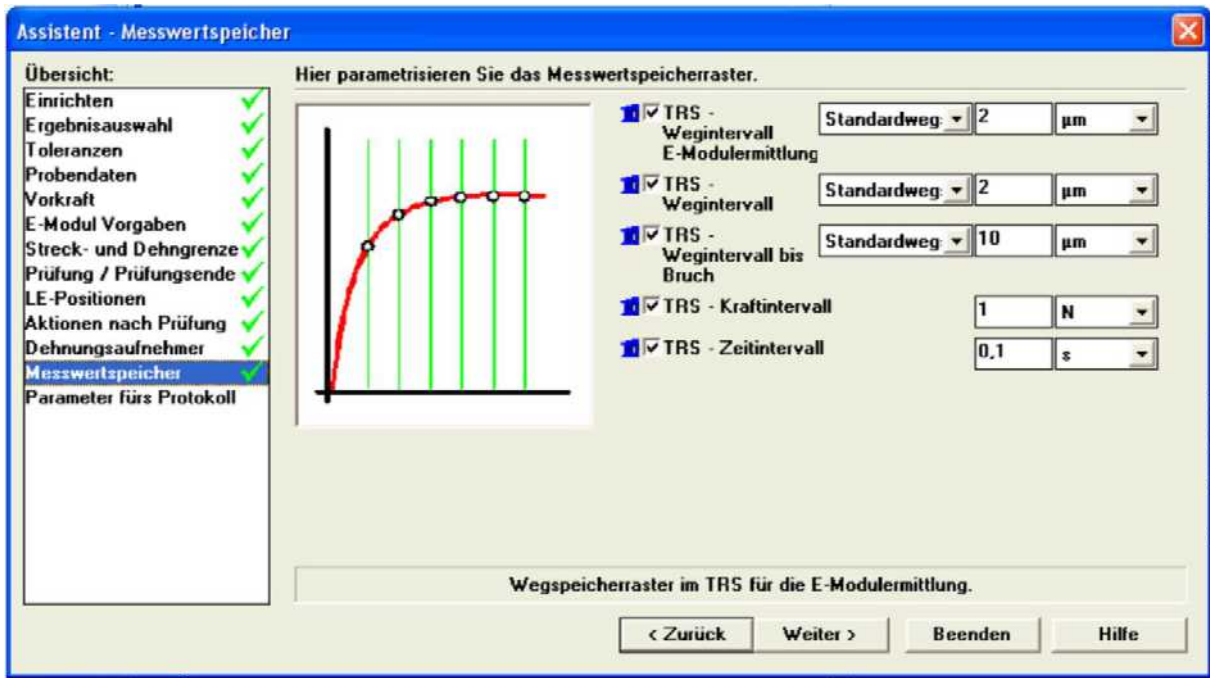 Assistent - Messwertspeicher
Übersicht:
Einrichten
Ergebnisauswahl
Toleranzen
Probendaten
Vorkraft
E-Modul Vorgaben
Streck- und Dehngrenze
Prüfung / Prüfungsende
LE-Positionen
Aktionen nach Prüfung
Dehnungsaufnehmer
Messwertspeicher
Parameter fürs Protokoll
Hier parametrisieren Sie das Messwertspeicherraster.
TRS -
Wegintervall
E-Modulermittlung
Standardweg 2 µm
TRS -
Wegintervall
Standardweg 2 µm
TRS -
Wegintervall bis
Bruch
Standardweg 10 µm
TRS - Kraftintervall 1 N
TRS - Zeitintervall 0,1 s
Wegspeicherraster im TRS für die E-Modulermittlung.
< Zurück Weiter > Beenden Hilfe